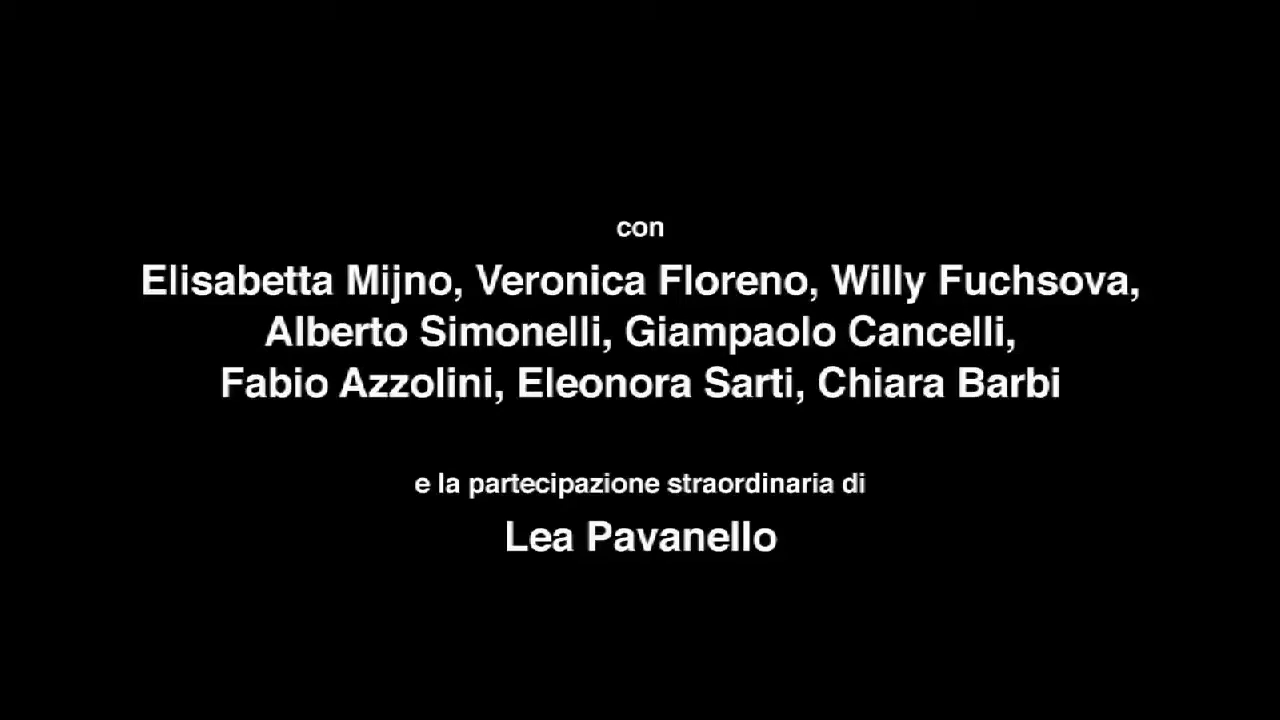 con
Elisabetta Mijno, Veronica Floreno, Willy Fuchsova,
Alberto Simonelli, Giampaolo Cancelli,
Fabio Azzolini, Eleonora Sarti, Chiara Barbi
e la partecipazione straordinaria di
Lea Pavanello